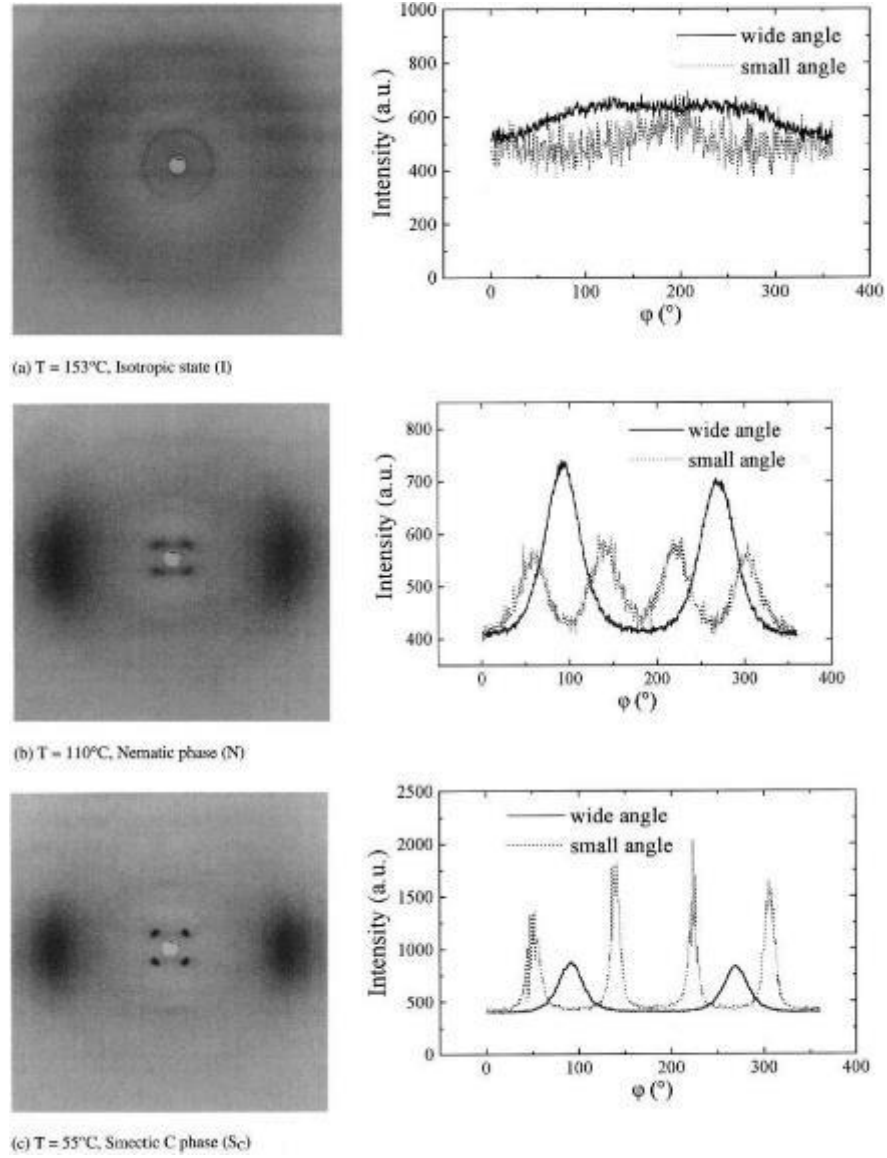 1000
800
600
400
200
0
Intensity (a.u.)
wide angle
small angle
0 100 200 300 400
φ (°)
(a) T = 153°C, Isotropic state (I)
800
700
600
500
400
Intensity (a.u.)
wide angle
small angle
0 100 200 300 400
φ (°)
(b) T = 110°C, Nematic phase (N)
2500
2000
1500
1000
500
0
Intensity (a.u.)
wide angle
small angle
0 100 200 300 400
φ (°)
(c) T = 55°C, Smectic C phase (S_C)